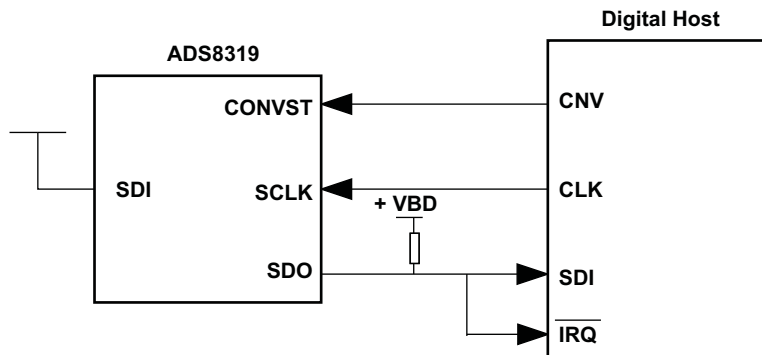 Digital Host
ADS8319
CONVST
CNV
SDI
SCLK
CLK
+ VBD
SDO
SDI
IRQ